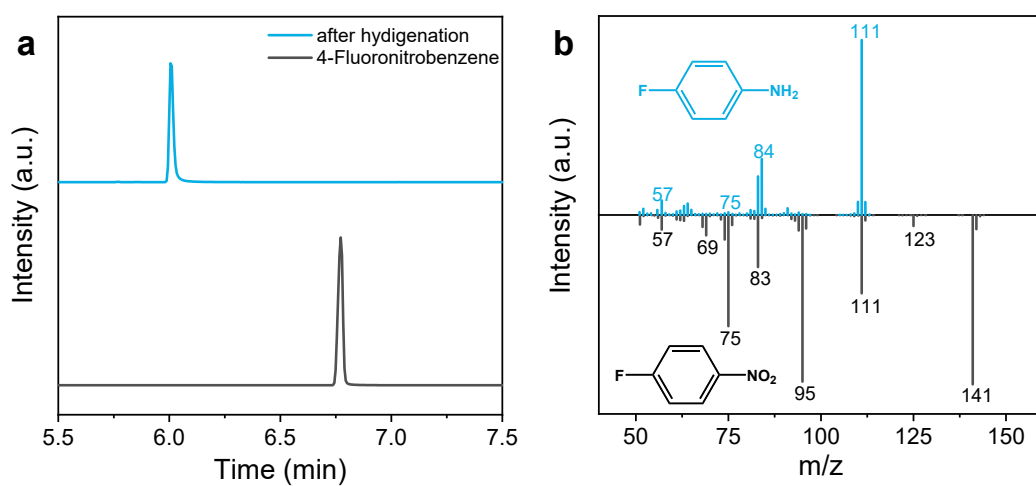 a
after hydigenation
4-Fluoronitrobenzene
Intensity (a.u.)
5.5 6.0 6.5 7.0 7.5
Time (min)
b
111
F NH₂
84
57 75
57 69 83 123
111
75
F NO₂
95 141
Intensity (a.u.)
50 75 100 125 150
m/z